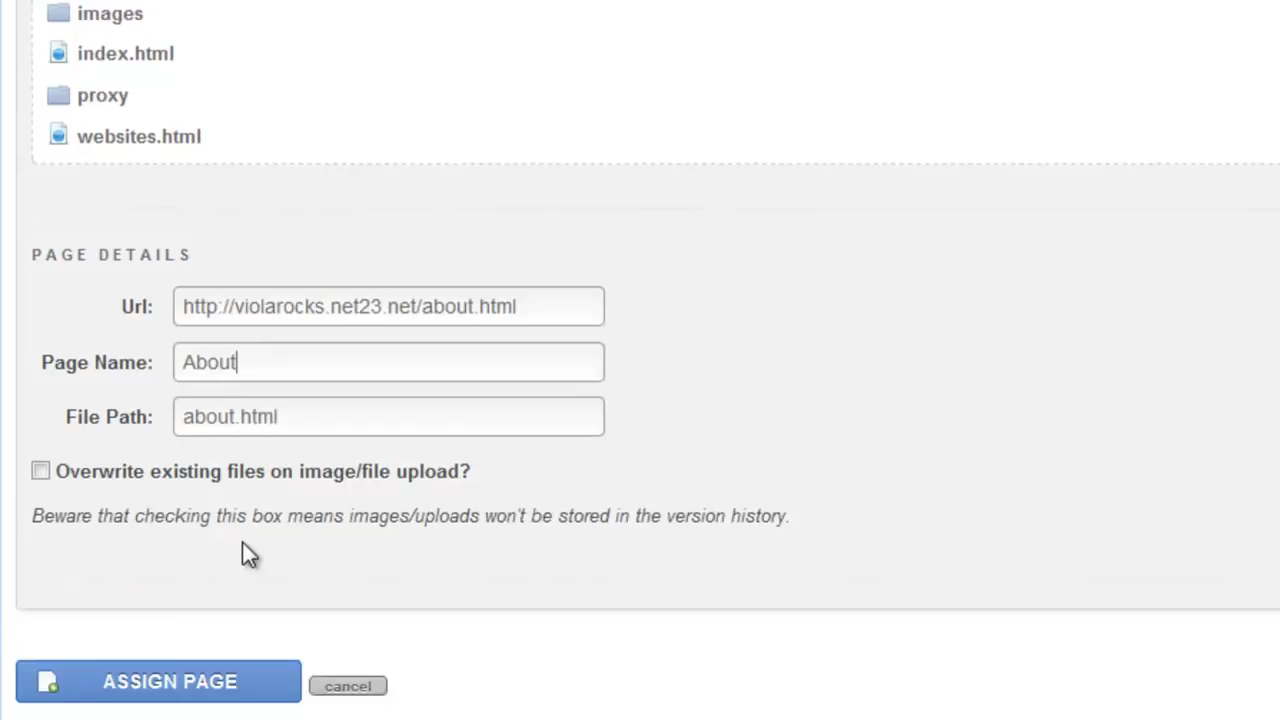 images
index.html
proxy
websites.html
PAGE DETAILS
Url: http://violarocks.net23.net/about.html
Page Name: About
File Path: about.html
Overwrite existing files on image/file upload?
Beware that checking this box means images/uploads won't be stored in the version history.
ASSIGN PAGE cancel